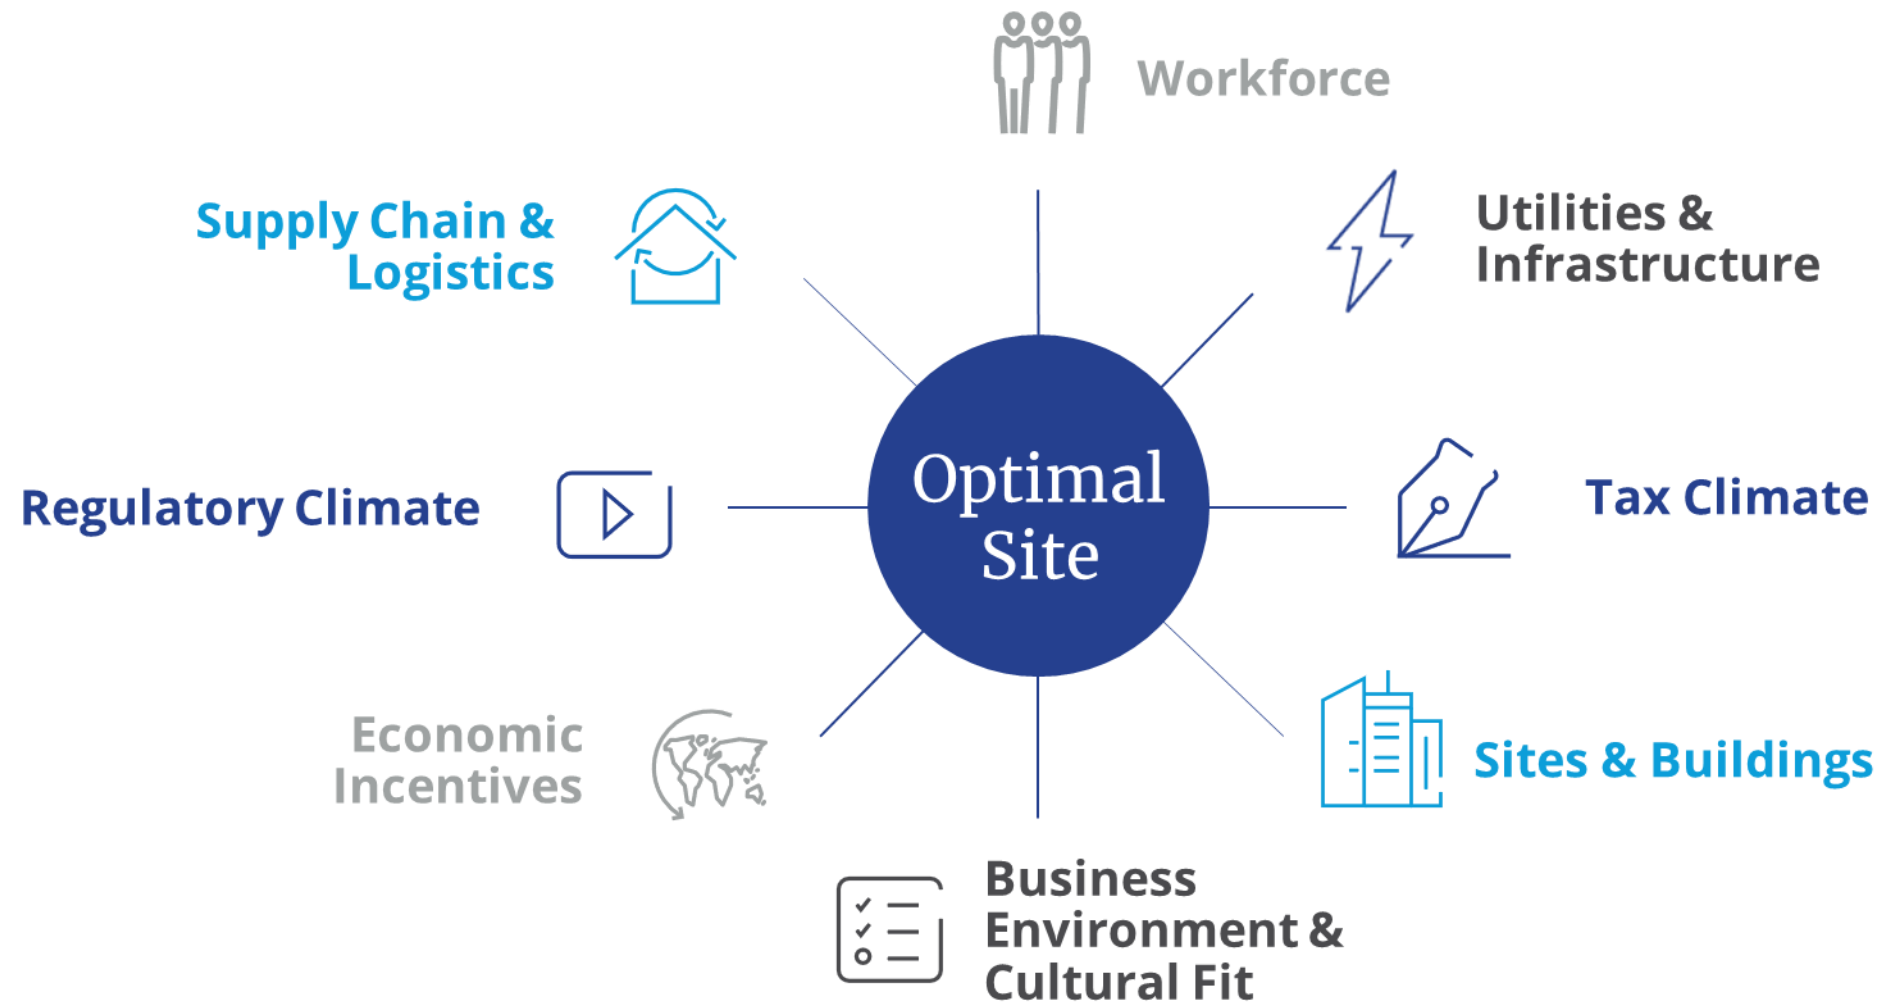 Workforce
Supply Chain &
Logistics
Utilities &
Infrastructure
Optimal
Site
Regulatory Climate
Tax Climate
Economic
Incentives
Sites & Buildings
Business
Environment &
Cultural Fit